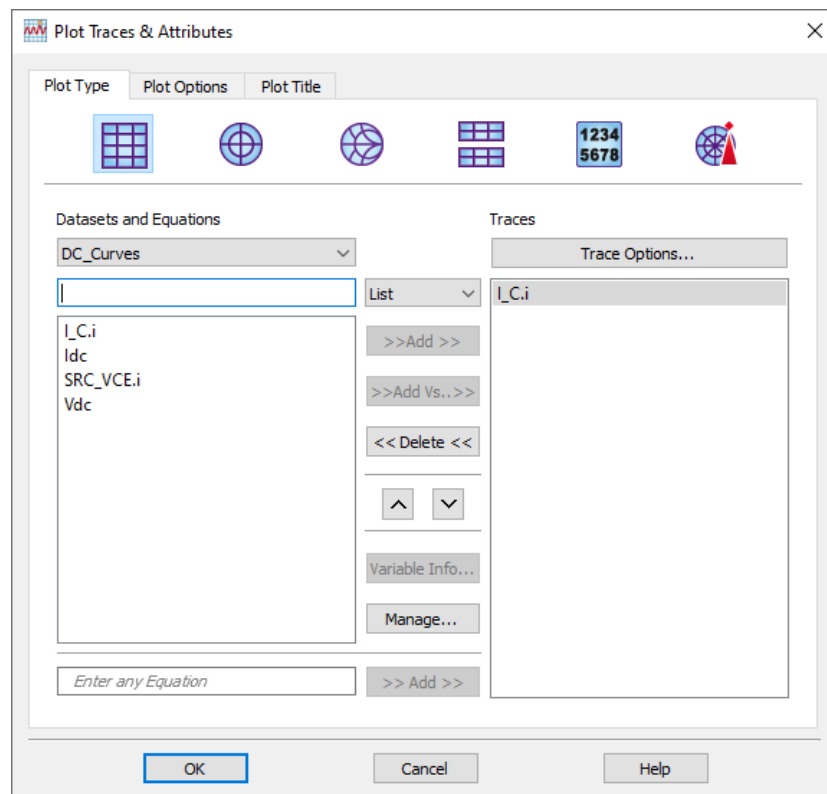 Plot Traces & Attributes
Plot Type Plot Options Plot Title
1234
5678
Datasets and Equations Traces
DC_Curves Trace Options...
List I_C.i
I_C.i
Idc
SRC_VCE.i
Vdc
>>Add >>
>>Add Vs..>>
<< Delete <<
Variable Info...
Manage...
Enter any Equation >> Add >>
OK Cancel Help